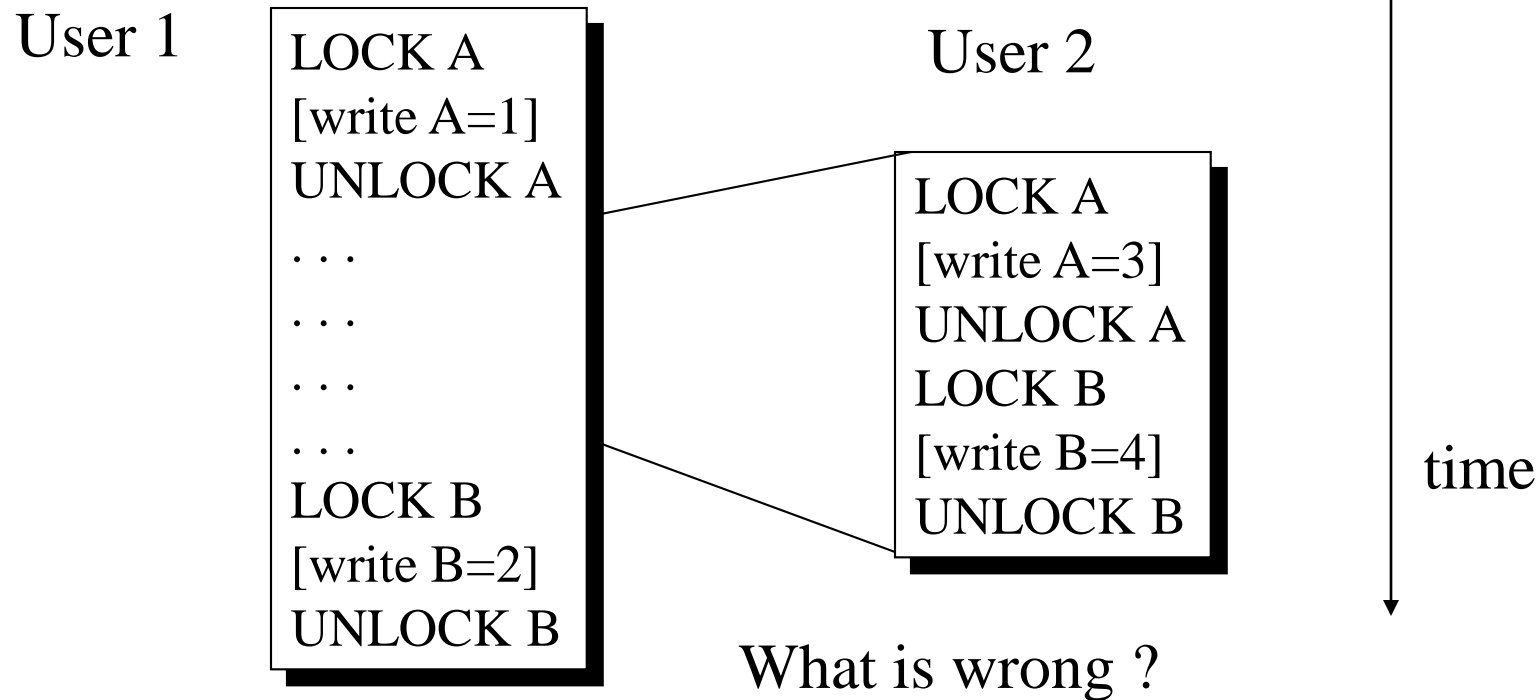 User 1
LOCK A
[write A=1]
UNLOCK A
. . .
. . .
. . .
. . .
LOCK B
[write B=2]
UNLOCK B
User 2
LOCK A
[write A=3]
UNLOCK A
LOCK B
[write B=4]
UNLOCK B
time
What is wrong ?